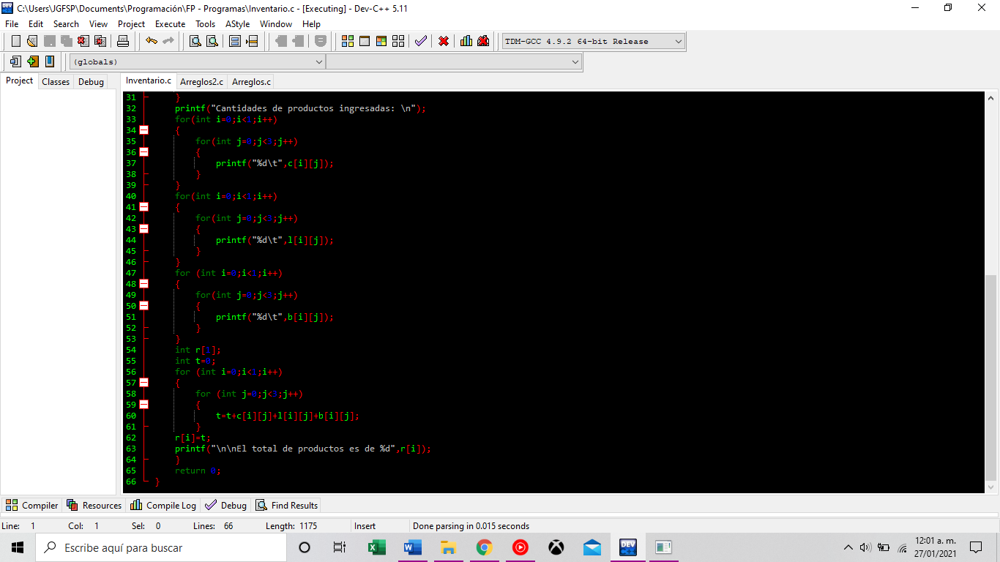 C:\Users\JGFSP\Documents\Programación\FP - Programas\Inventario.c - [Executing] - Dev-C++ 5.11
File Edit Search View Project Execute Tools AStyle Window Help
TDM-GCC 4.9.2 64-bit Release
(globals)
Project Classes Debug Inventario.c Arreglos2.c Arreglos.c
31 }
32 printf("Cantidades de productos ingresadas: \n");
33 for(int i=0;i<1;i++)
34 {
35 for(int j=0;j<3;j++)
36 {
37 printf("%d\t",c[i][j]);
38 }
39 }
40 for(int i=0;i<1;i++)
41 {
42 for(int j=0;j<3;j++)
43 {
44 printf("%d\t",l[i][j]);
45 }
46 }
47 for (int i=0;i<1;i++)
48 {
49 for(int j=0;j<3;j++)
50 {
51 printf("%d\t",b[i][j]);
52 }
53 }
54 int r[1];
55 int t=0;
56 for (int i=0;i<1;i++)
57 {
58 for (int j=0;j<3;j++)
59 {
60 t=t+c[i][j]+l[i][j]+b[i][j];
61 }
62 r[i]=t;
63 printf("\n\nEl total de productos es de %d",r[i]);
64 }
65 return 0;
66 }
Compiler Resources Compile Log Debug Find Results
Line: 1 Col: 1 Sel: 0 Lines: 66 Length: 1175 Insert Done parsing in 0.015 seconds
Escribe aquí para buscar
12:01 a. m.
27/01/2021